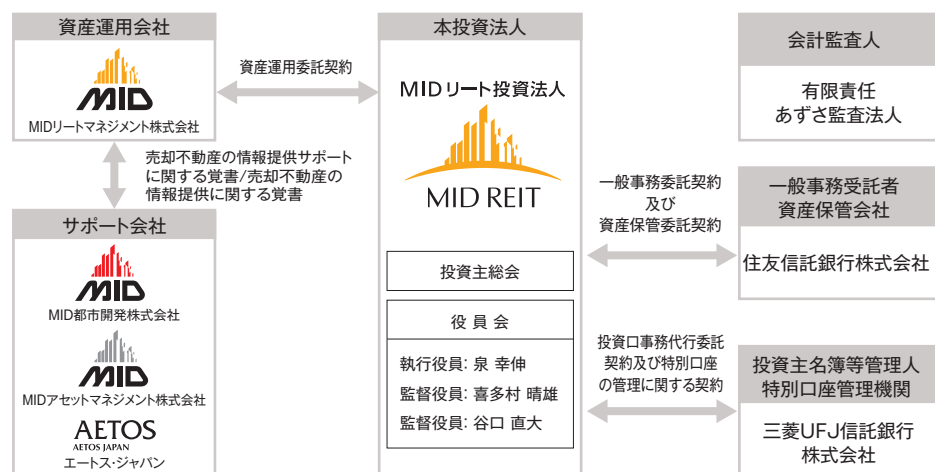 資産運用会社
MID
MIDリートマネジメント株式会社
資産運用委託契約
売却不動産の情報提供サポート
に関する覚書/売却不動産の
情報提供に関する覚書
サポート会社
MID
MID都市開発株式会社
MID
MIDアセットマネジメント株式会社
AETOS
AETOS JAPAN
エートス・ジャパン
本投資法人
MIDリート投資法人
MID REIT
投資主総会
役員会
執行役員: 泉 幸伸
監督役員: 喜多村 晴雄
監督役員: 谷口 直大
一般事務委託契約
及び
資産保管委託契約
投資口事務代行委託
契約及び特別口座
の管理に関する契約
会計監査人
有限責任
あずさ監査法人
一般事務受託者
資産保管会社
住友信託銀行株式会社
投資主名簿等管理人
特別口座管理機関
三菱UFJ信託銀行
株式会社